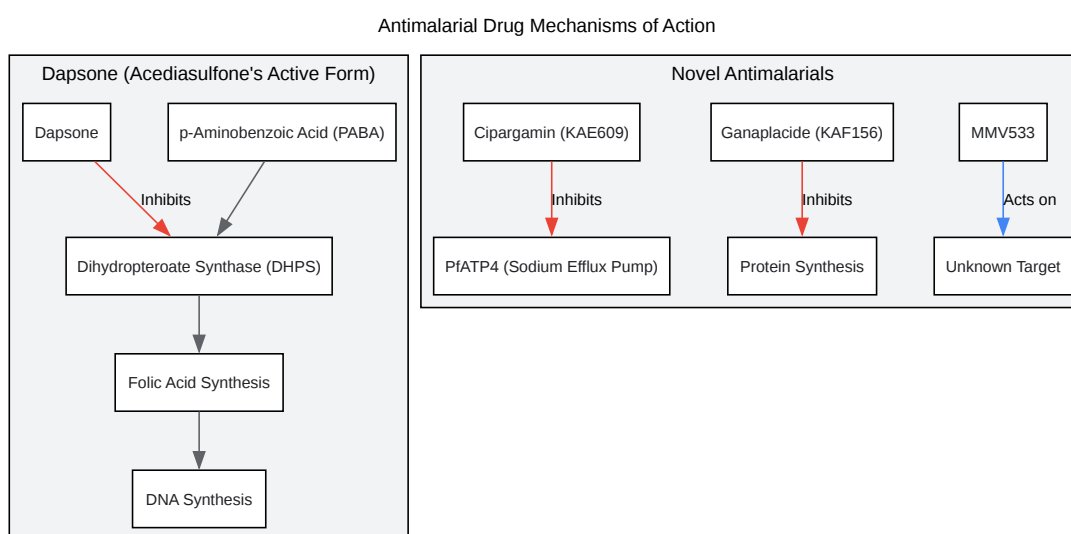 Antimalarial Drug Mechanisms of Action
Dapsone (Acediasulfone's Active Form)
Dapsone
p-Aminobenzoic Acid (PABA)
Inhibits
Dihydropteroate Synthase (DHPS)
Folic Acid Synthesis
DNA Synthesis
Novel Antimalarials
Cipargamin (KAE609)
Ganaplacide (KAF156)
MMV533
Inhibits
Inhibits
Acts on
PfATP4 (Sodium Efflux Pump)
Protein Synthesis
Unknown Target